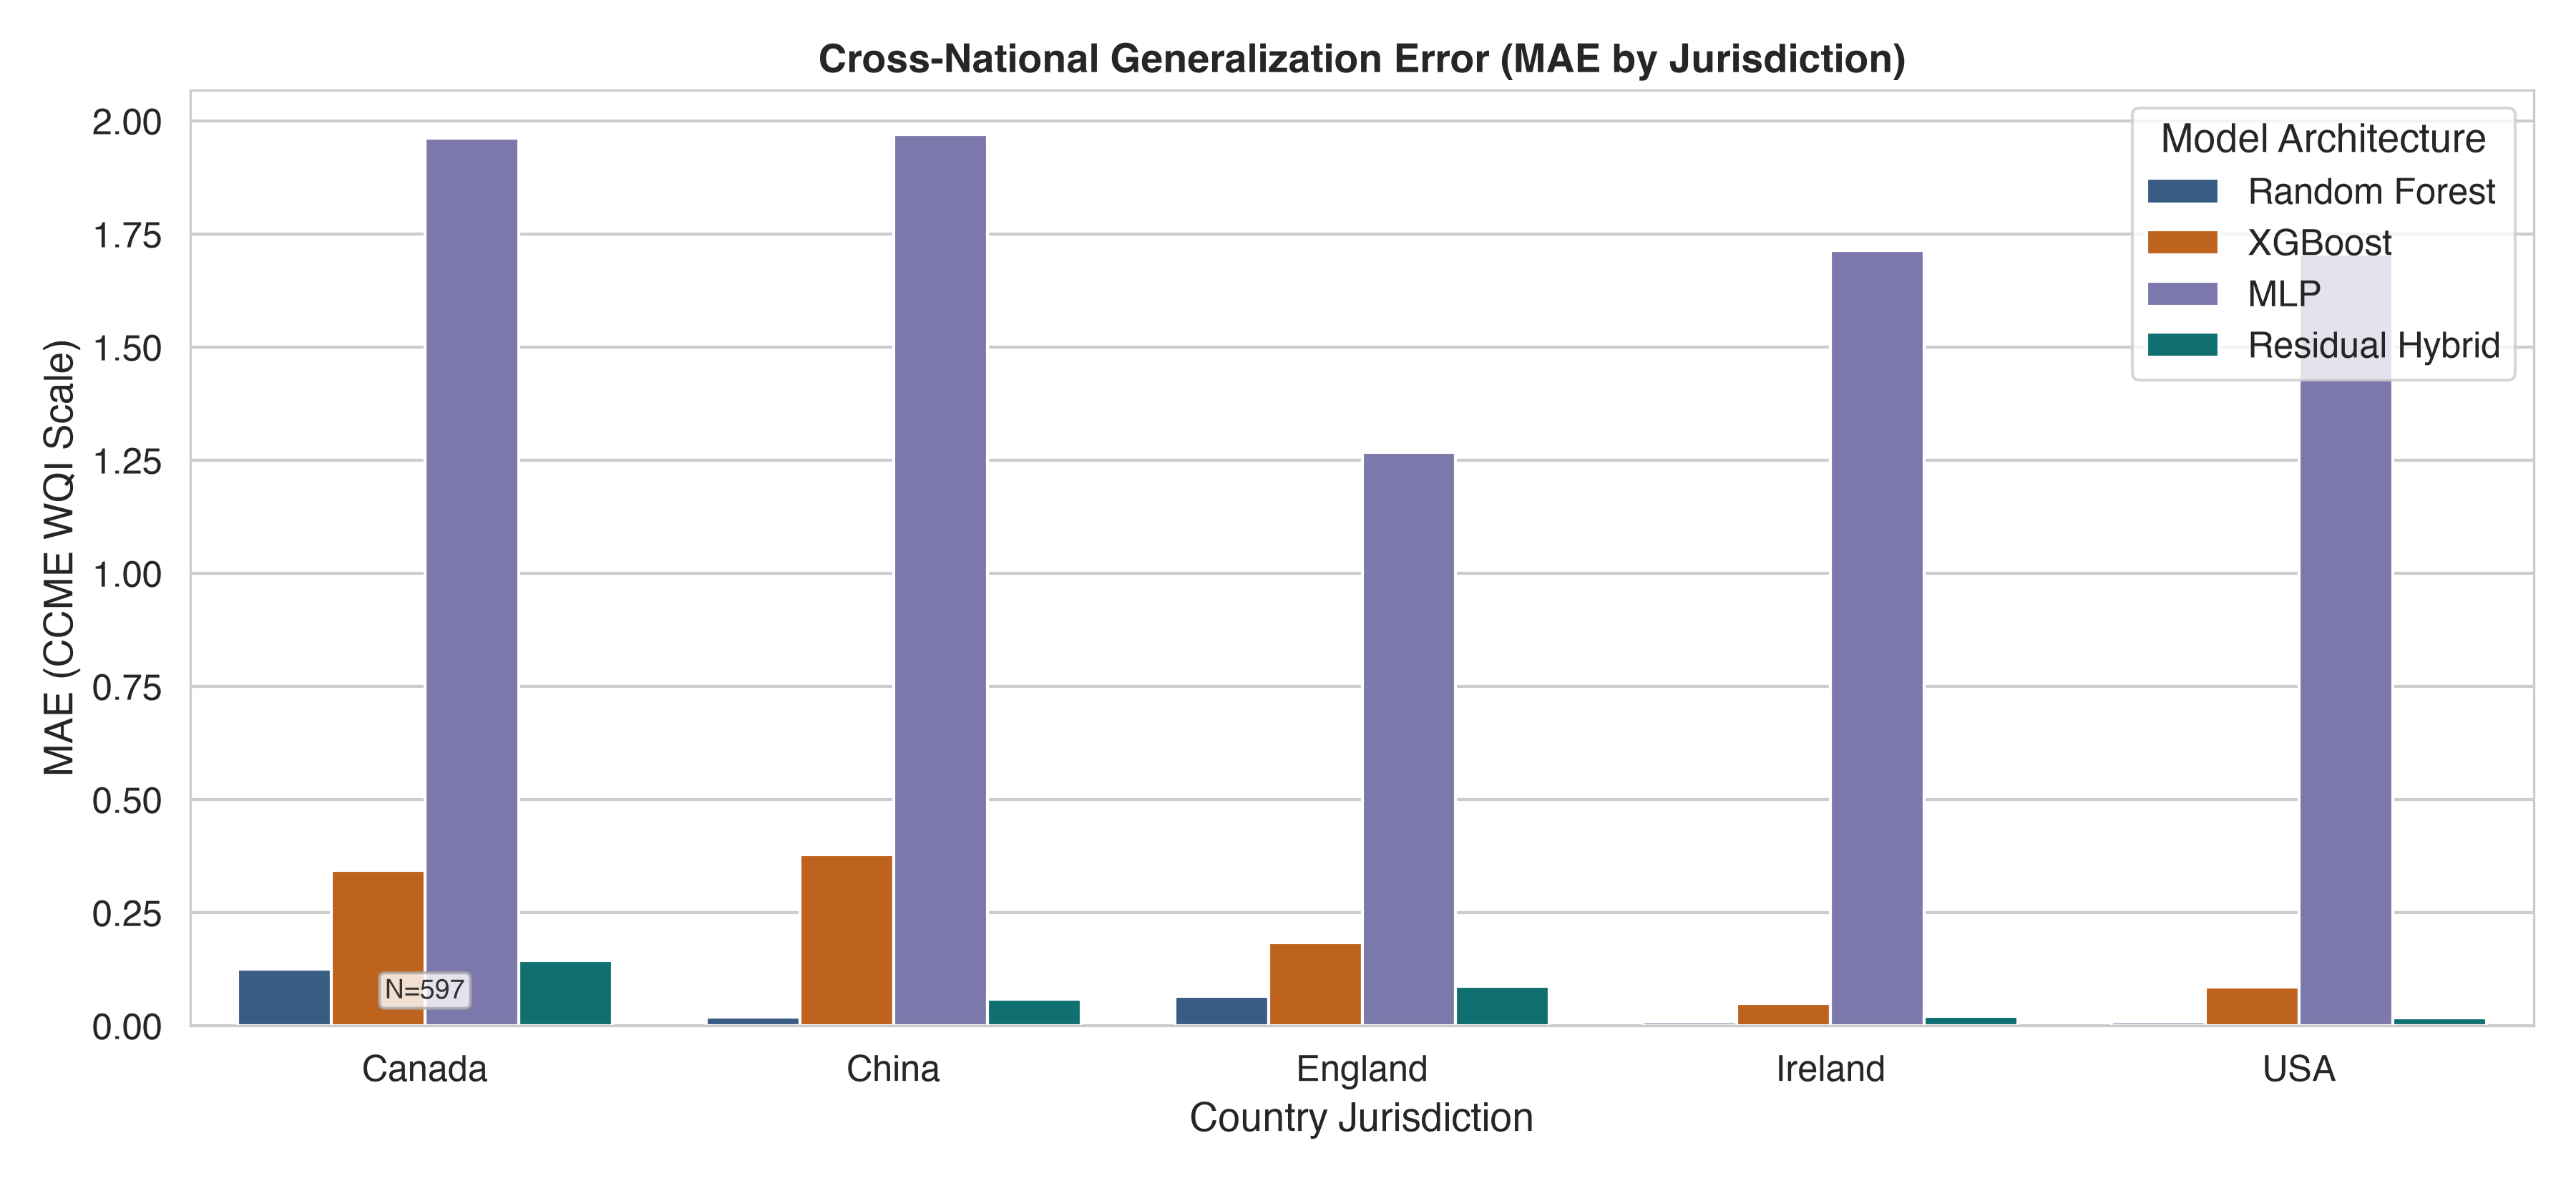 Cross-National Generalization Error (MAE by Jurisdiction)
MAE (CCME WQI Scale)
2.00
1.75
1.50
1.25
1.00
0.75
0.50
0.25
0.00
Model Architecture
Random Forest
XGBoost
MLP
Residual Hybrid
N=597
Canada
China
England
Ireland
USA
Country Jurisdiction